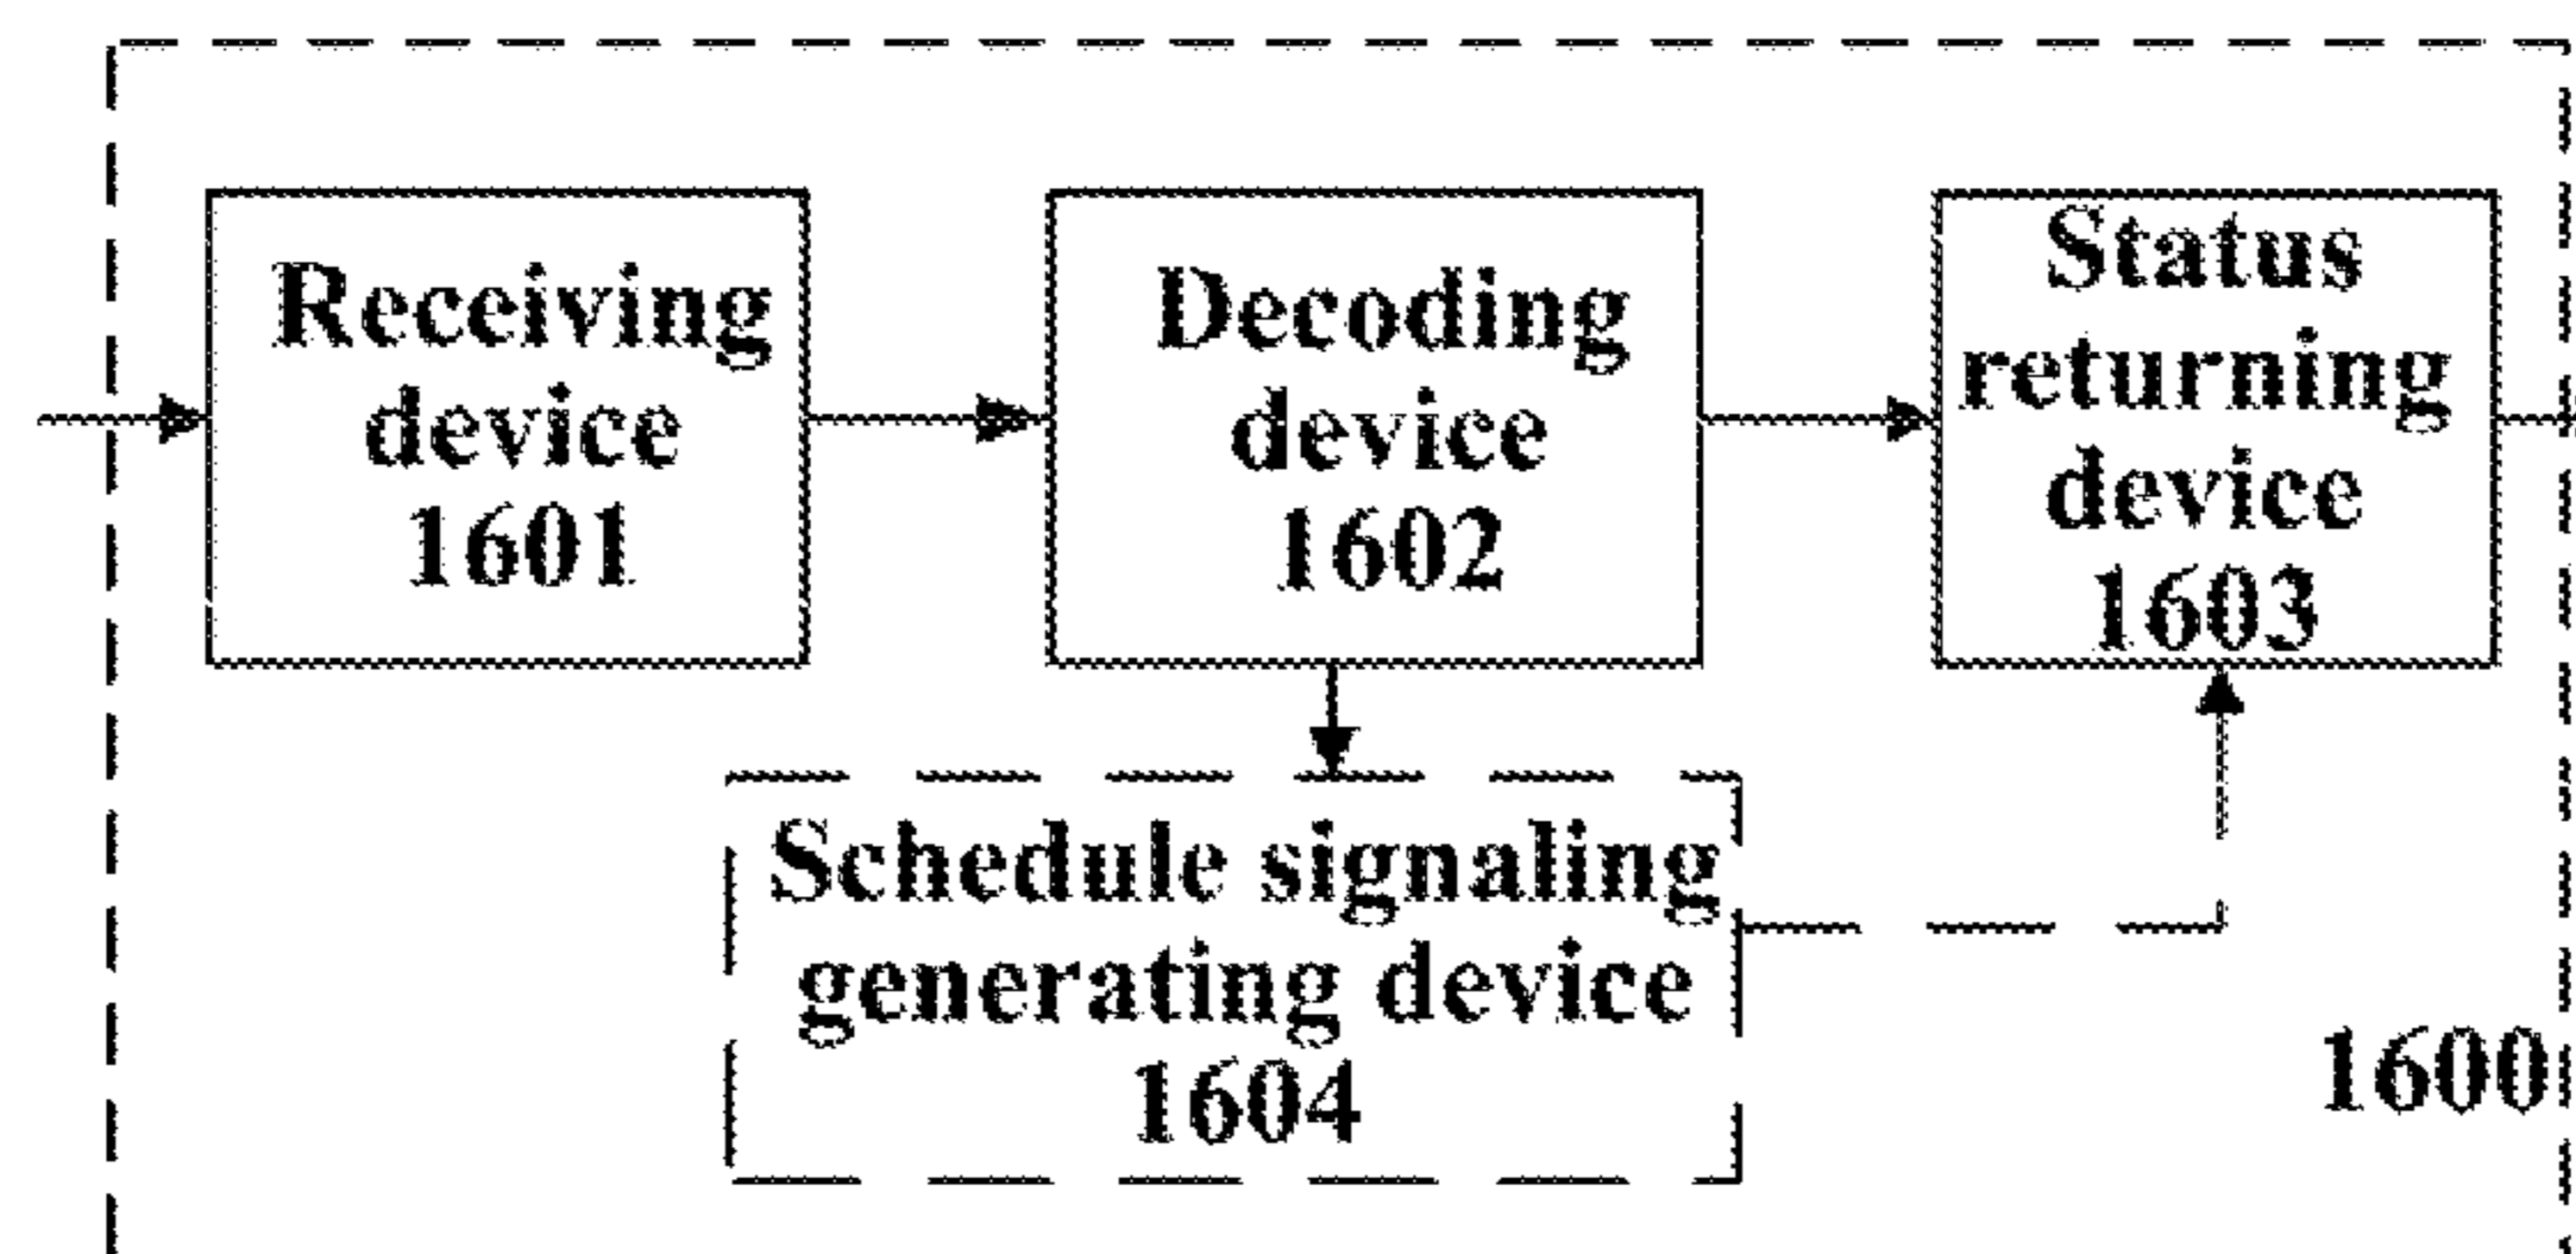 Receiving
device
1601
Decoding
device
1602
Status
returning
device
1603
Schedule signaling
generating device
1604
1600